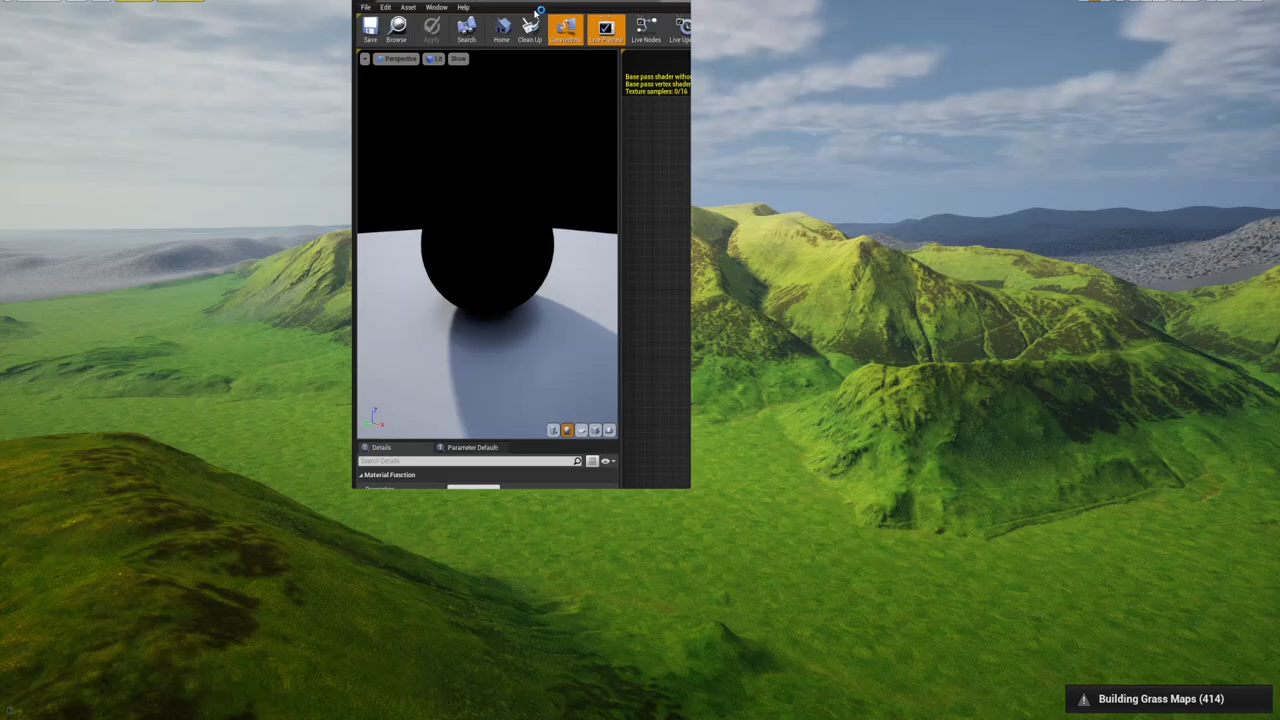 File Edit Asset Window Help
Save Browse Apply Search Home Clean Up Connectors Live Preview Live Nodes Live
Perspective Lit Show
Base pass shader
Base pass vertex
Texture samplers: 0/16
Z
X
Details Parameter Default
Search Details
Material Function
Building Grass Maps (414)